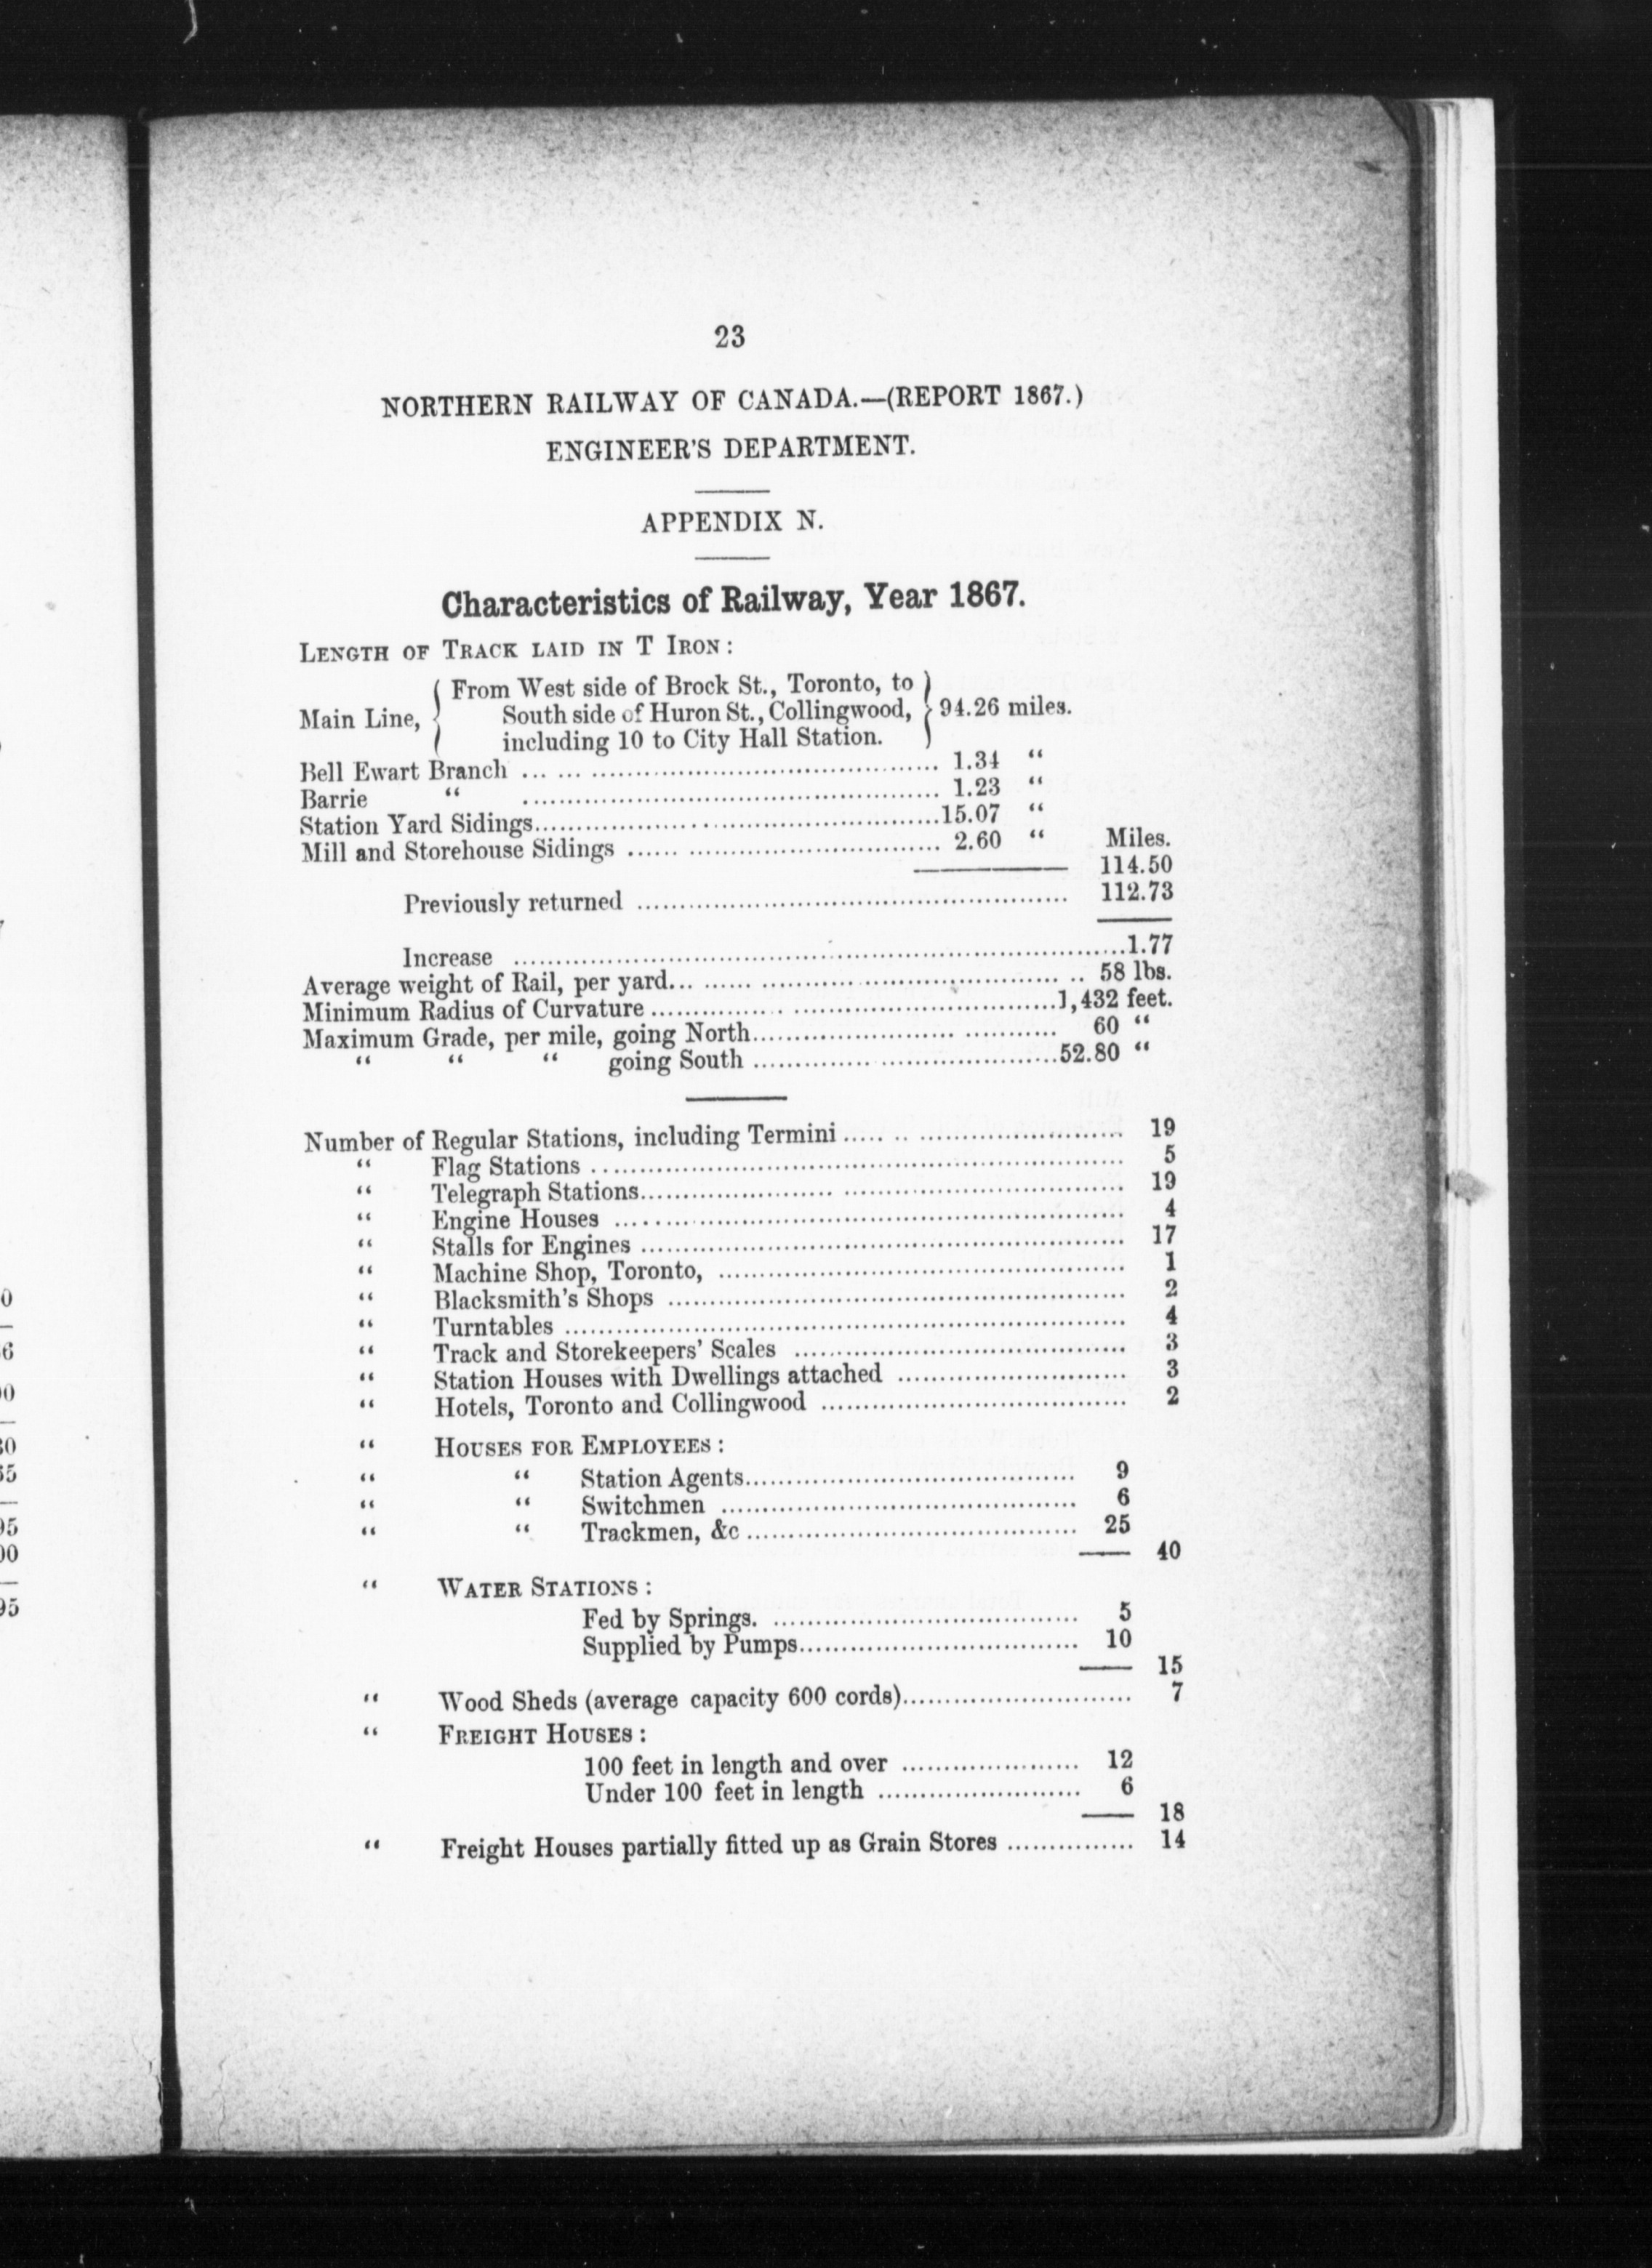 23
NORTHERN RAILWAY OF CANADA.—(REPORT 1867.)
ENGINEER'S DEPARTMENT.
APPENDIX N.
Characteristics of Railway, Year 1867.
LENGTH OF TRACK LAID IN T IRON :
Main Line, { From West side of Brock St., Toronto, to South side of Huron St., Collingwood, including 10 to City Hall Station. } 94.26 miles.
Bell Ewart Branch ... ... .......... 1.34 “
Barrie “ .......... 1.23 “
Station Yard Sidings.......... 15.07 “
Mill and Storehouse Sidings .......... 2.60 “ Miles.
114.50
Previously returned .......... 112.73
Increase .......... 1.77
Average weight of Rail, per yard.......... 58 lbs.
Minimum Radius of Curvature .......... 1,432 feet.
Maximum Grade, per mile, going North.......... 60 “
“ “ “ going South .......... 52.80 “
Number of Regular Stations, including Termini .......... 19
“ Flag Stations .......... 5
“ Telegraph Stations.......... 19
“ Engine Houses .......... 4
“ Stalls for Engines .......... 17
“ Machine Shop, Toronto, .......... 1
“ Blacksmith's Shops .......... 2
“ Turntables .......... 4
“ Track and Storekeepers' Scales .......... 3
“ Station Houses with Dwellings attached .......... 3
“ Hotels, Toronto and Collingwood .......... 2
“ HOUSES FOR EMPLOYEES :
“ “ Station Agents.......... 9
“ “ Switchmen .......... 6
“ “ Trackmen, &c .......... 25
40
“ WATER STATIONS :
Fed by Springs. .......... 5
Supplied by Pumps.......... 10
15
“ Wood Sheds (average capacity 600 cords).......... 7
“ FREIGHT HOUSES :
100 feet in length and over .......... 12
Under 100 feet in length .......... 6
18
“ Freight Houses partially fitted up as Grain Stores .......... 14